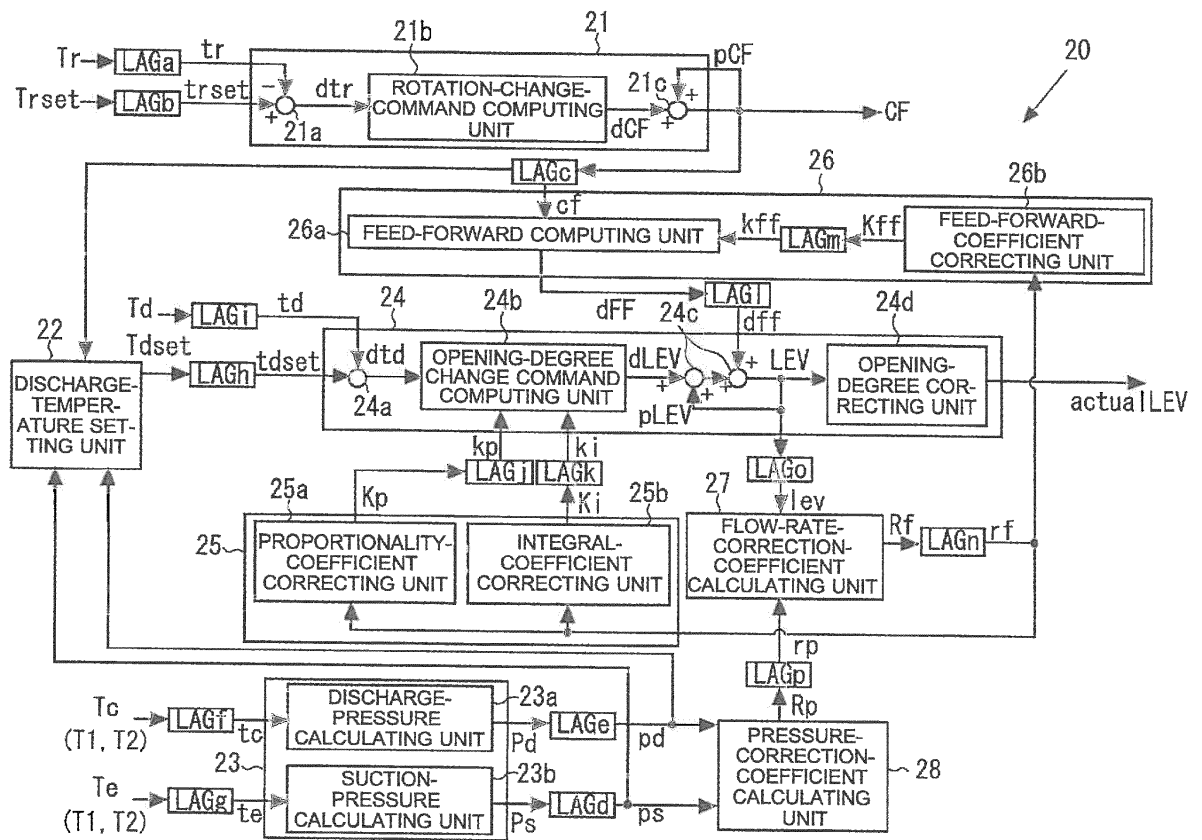 21b
21
20
Tr
LAGa
tr
pCF
Trset
LAGb
trset
dtr
ROTATION-CHANGE-
COMMAND COMPUTING
UNIT
21c
CF
21a
dCF
LAGc
26
26b
cf
26a
FEED-FORWARD COMPUTING UNIT
kff
LAGm
Kff
FEED-FORWARD-
COEFFICIENT
CORRECTING UNIT
LAGl
Td
LAGi
td
24
24b
dFF
24c
dff
24d
22
Tdset
LAGh
tdset
dtd
OPENING-DEGREE
CHANGE COMMAND
COMPUTING UNIT
dLEV
LEV
OPENING-
DEGREE COR-
RECTING UNIT
DISCHARGE-
TEMPER-
ATURE SET-
TING UNIT
24a
pLEV
actualLEV
kp
ki
LAGj
LAGk
LAGo
25a
Kp
Ki
25b
27
lev
25
PROPORTIONALITY-
COEFFICIENT
CORRECTING UNIT
INTEGRAL-
COEFFICIENT
CORRECTING UNIT
FLOW-RATE-
CORRECTION-
COEFFICIENT
CALCULATING UNIT
Rf
LAGn
rf
rp
LAGp
Rp
Tc
(T1, T2)
LAGf
tc
DISCHARGE-
PRESSURE
CALCULATING UNIT
23a
Pd
LAGe
pd
23
PRESSURE-
CORRECTION-
COEFFICIENT
CALCULATING
UNIT
28
Te
(T1, T2)
LAGg
te
SUCTION-
PRESSURE
CALCULATING UNIT
23b
Ps
LAGd
ps